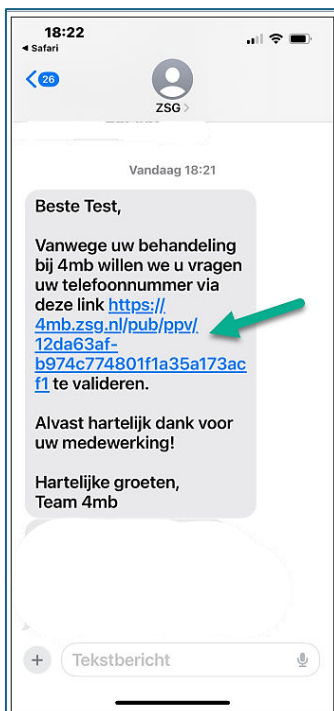 18:22
◀ Safari
26
ZSG >
Vandaag 18:21
Beste Test,
Vanwege uw behandeling
bij 4mb willen we u vragen
uw telefoonnummer via
deze link https://
4mb.zsg.nl/pub/ppv/
12da63af-
b974c774801f1a35a173ac
f1 te valideren.
Alvast hartelijk dank voor
uw medewerking!
Hartelijke groeten,
Team 4mb
Tekstbericht